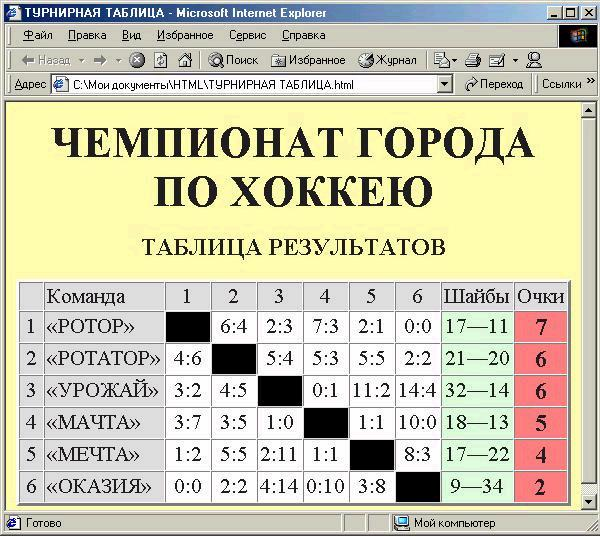 ТУРНИРНАЯ ТАБЛИЦА - Microsoft Internet Explorer
Файл Правка Вид Избранное Сервис Справка
Назад Поиск Избранное Журнал
Адрес C:\Мои документы\HTML\ТУРНИРНАЯ ТАБЛИЦА.html Переход Ссылки »
ЧЕМПИОНАТ ГОРОДА
ПО ХОККЕЮ
ТАБЛИЦА РЕЗУЛЬТАТОВ
Команда 1 2 3 4 5 6 Шайбы Очки
1 «РОТОР» 6:4 2:3 7:3 2:1 0:0 17—11 7
2 «РОТАТОР» 4:6 5:4 5:3 5:5 2:2 21—20 6
3 «УРОЖАЙ» 3:2 4:5 0:1 11:2 14:4 32—14 6
4 «МАЧТА» 3:7 3:5 1:0 1:1 10:0 18—13 5
5 «МЕЧТА» 1:2 5:5 2:11 1:1 8:3 17—22 4
6 «ОКАЗИЯ» 0:0 2:2 4:14 0:10 3:8 9—34 2
Готово Мой компьютер